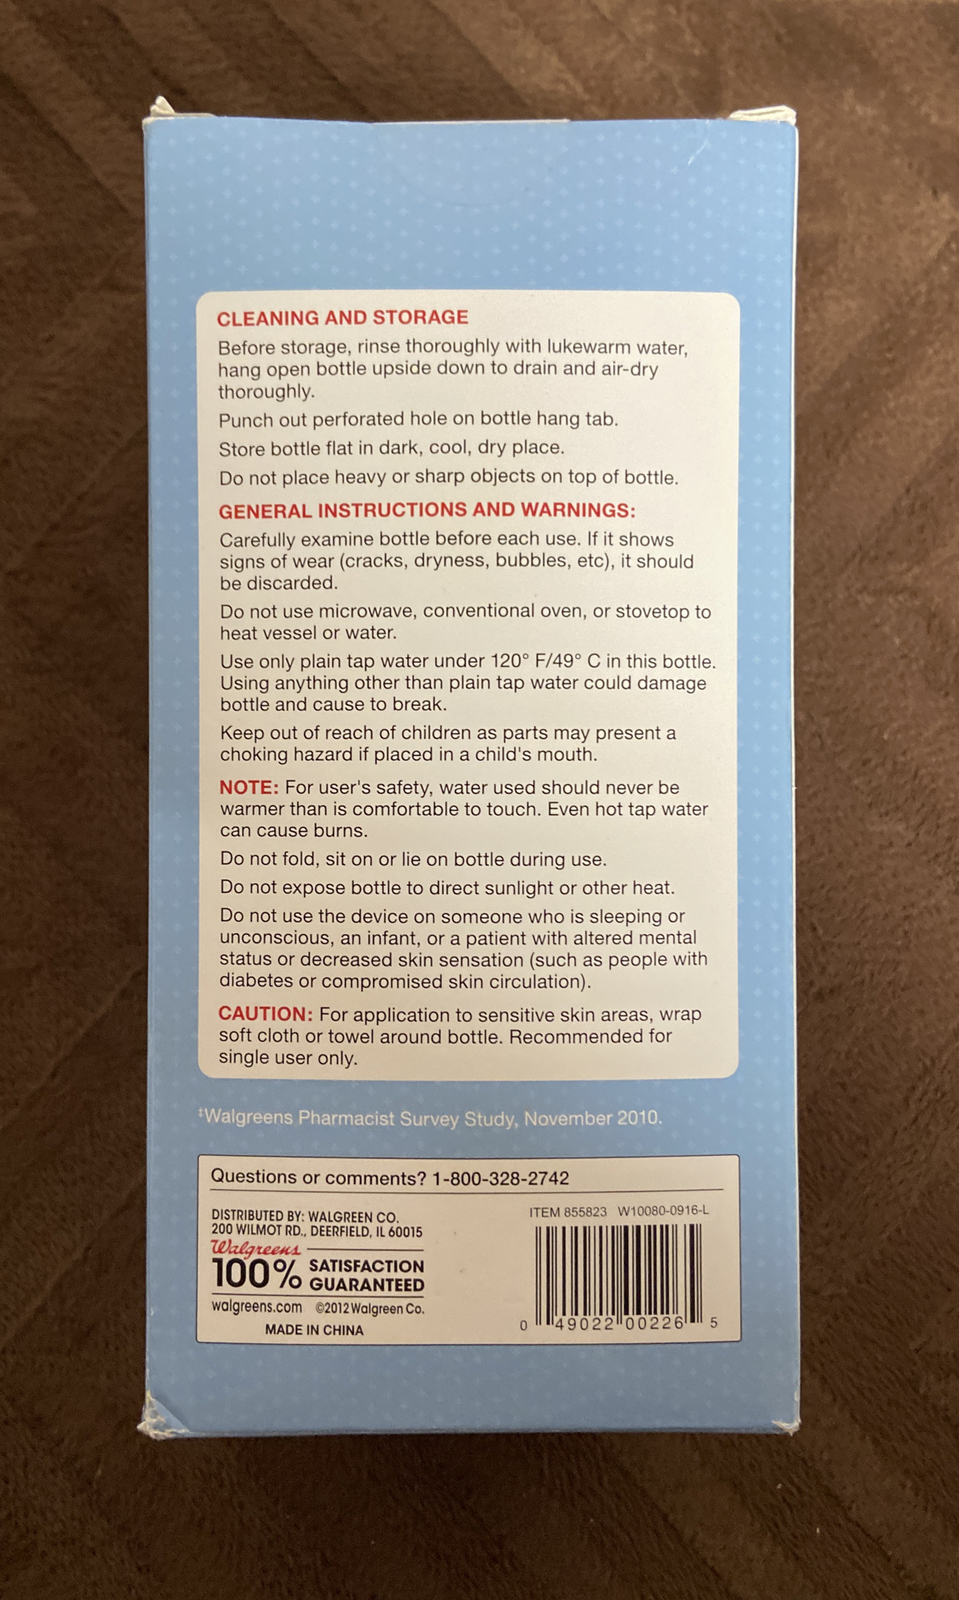 CLEANING AND STORAGE
Before storage, rinse thoroughly with lukewarm water,
hang open bottle upside down to drain and air-dry
thoroughly.
Punch out perforated hole on bottle hang tab.
Store bottle flat in dark, cool, dry place.
Do not place heavy or sharp objects on top of bottle.
GENERAL INSTRUCTIONS AND WARNINGS:
Carefully examine bottle before each use. If it shows
signs of wear (cracks, dryness, bubbles, etc), it should
be discarded.
Do not use microwave, conventional oven, or stovetop to
heat vessel or water.
Use only plain tap water under 120° F/49° C in this bottle.
Using anything other than plain tap water could damage
bottle and cause to break.
Keep out of reach of children as parts may present a
choking hazard if placed in a child's mouth.
NOTE: For user's safety, water used should never be
warmer than is comfortable to touch. Even hot tap water
can cause burns.
Do not fold, sit on or lie on bottle during use.
Do not expose bottle to direct sunlight or other heat.
Do not use the device on someone who is sleeping or
unconscious, an infant, or a patient with altered mental
status or decreased skin sensation (such as people with
diabetes or compromised skin circulation).
CAUTION: For application to sensitive skin areas, wrap
soft cloth or towel around bottle. Recommended for
single user only.
‡Walgreens Pharmacist Survey Study, November 2010.
Questions or comments? 1-800-328-2742
DISTRIBUTED BY: WALGREEN CO.
200 WILMOT RD., DEERFIELD, IL 60015
Walgreens
100% SATISFACTION
GUARANTEED
walgreens.com ©2012 Walgreen Co.
MADE IN CHINA
ITEM 855823 W10080-0916-L
0 49022 00226 5